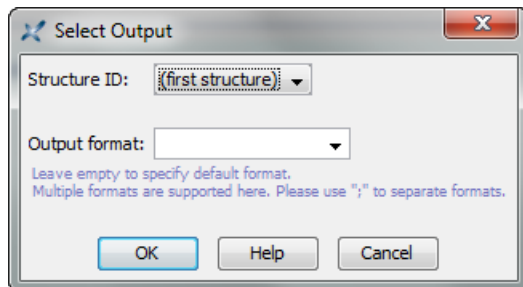 Select Output
Structure ID: (first structure)
Output format:
Leave empty to specify default format.
Multiple formats are supported here. Please use ";" to separate formats.
OK Help Cancel